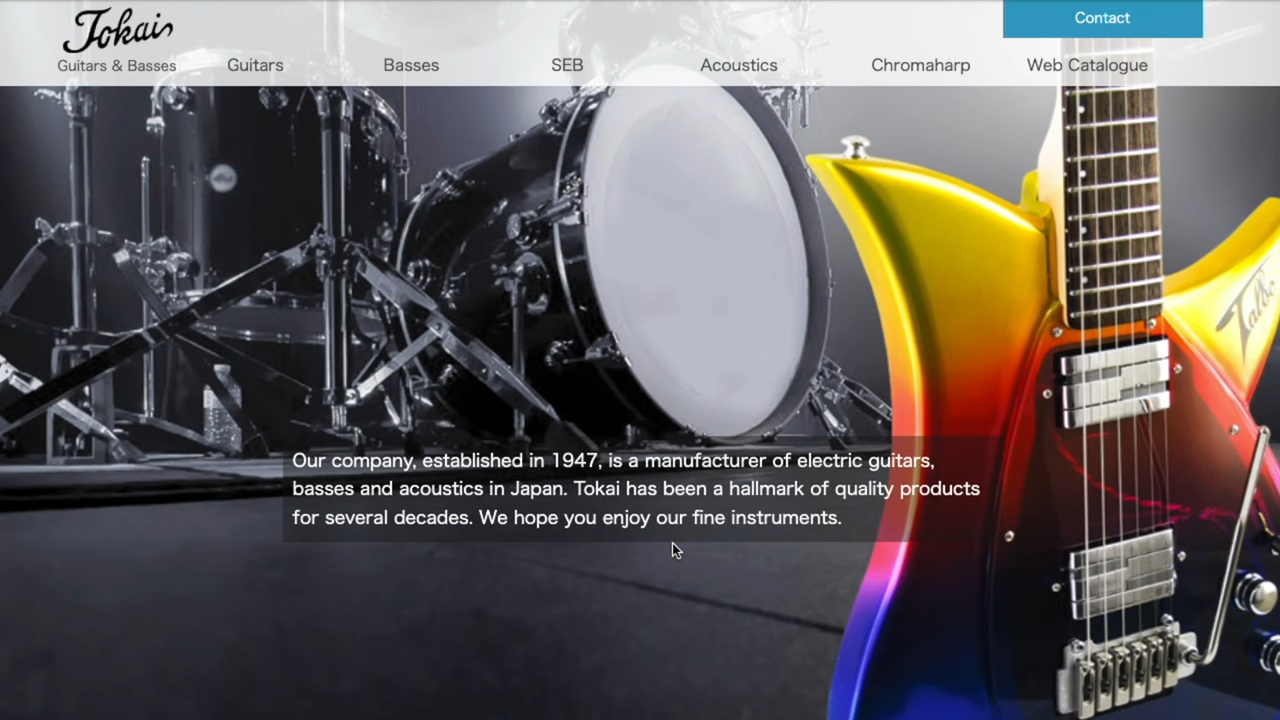 Tokai
Guitars & Basses
Contact
Guitars
Basses
SEB
Acoustics
Chromaharp
Web Catalogue
Our company, established in 1947, is a manufacturer of electric guitars,
basses and acoustics in Japan. Tokai has been a hallmark of quality products
for several decades. We hope you enjoy our fine instruments.